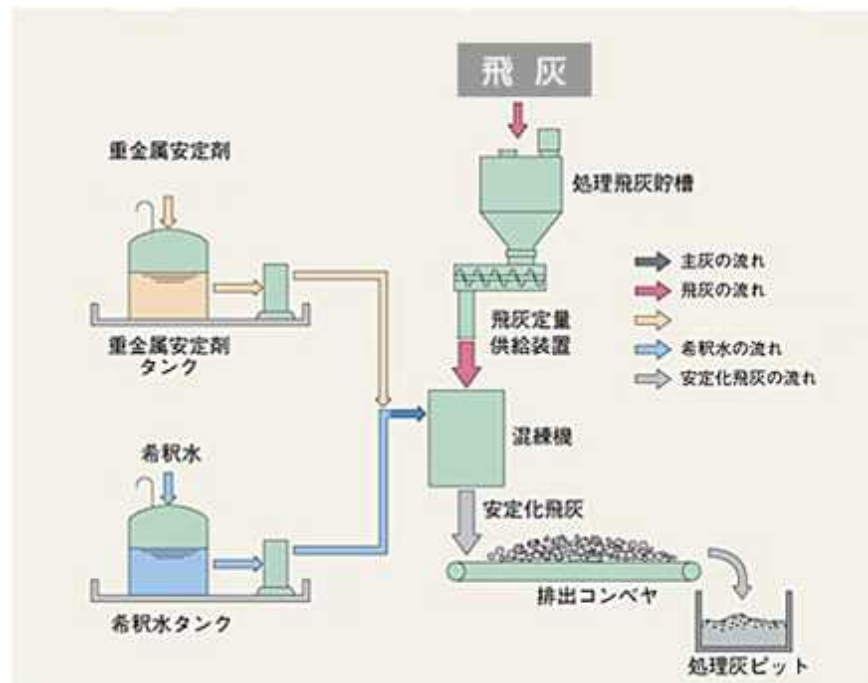 飛灰
重金属安定剤
処理飛灰貯槽
主灰の流れ
飛灰の流れ
希釈水の流れ
安定化飛灰の流れ
飛灰定量
供給装置
重金属安定剤
タンク
混練機
希釈水
安定化飛灰
排出コンベヤ
希釈水タンク
処理灰ピット